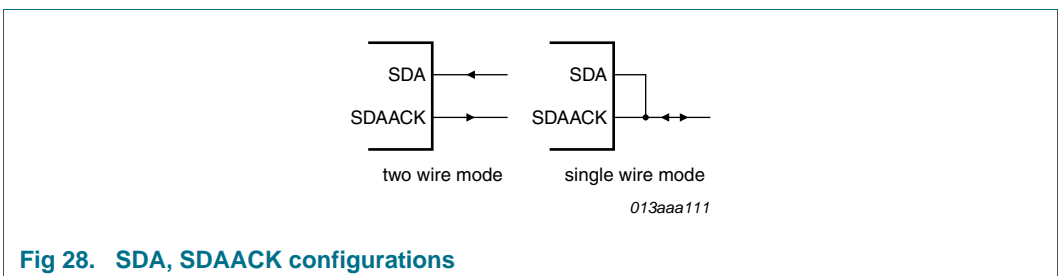 SDA
SDAACK
two wire mode
SDA
SDAACK
single wire mode
013aaa111
Fig 28. SDA, SDAACK configurations